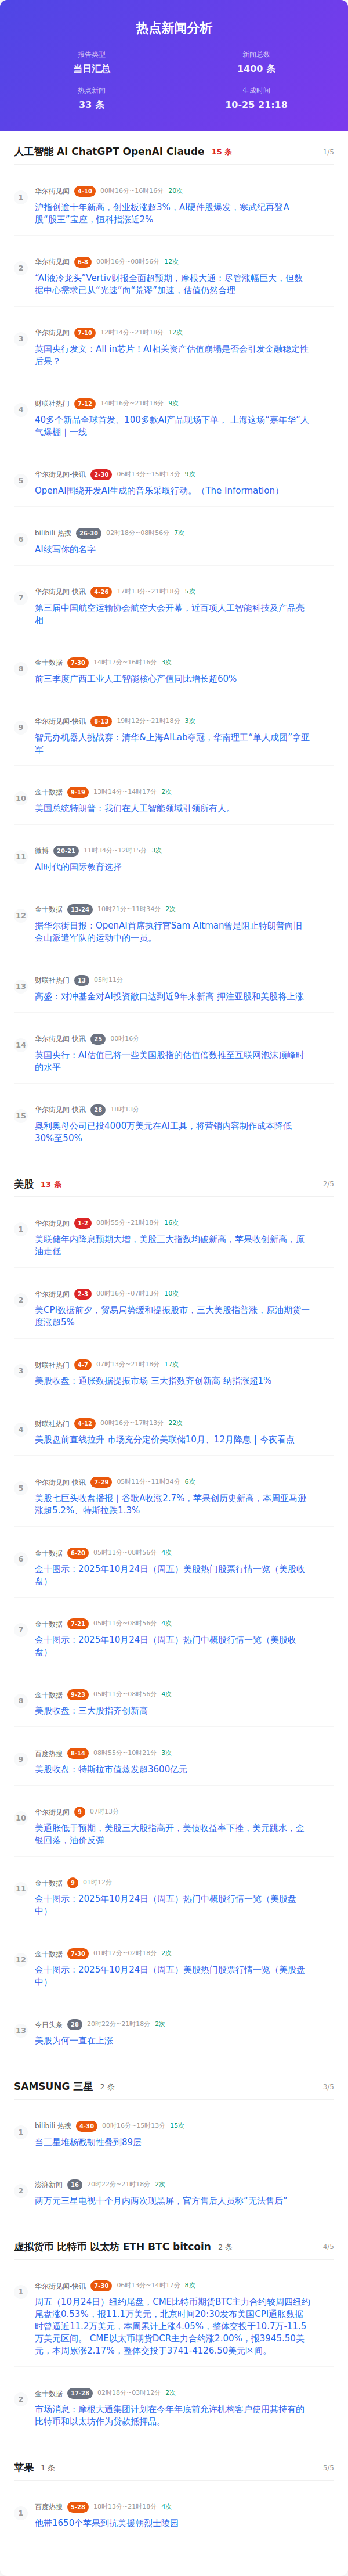 热点新闻分析
报告类型
当日汇总
新闻总数
1400 条
热点新闻
33 条
生成时间
10-25 21:18
人工智能 AI ChatGPT OpenAI Claude 15 条 1/5
1 华尔街见闻 4-10 00时16分~16时16分 20次
沪指创逾十年新高，创业板涨超3%，AI硬件股爆发，寒武纪再登A
股“股王”宝座，恒科指涨近2%
2 华尔街见闻 6-8 00时16分~08时56分 12次
“AI液冷龙头”Vertiv财报全面超预期，摩根大通：尽管涨幅巨大，但数
据中心需求已从“光速”向“荒谬”加速，估值仍然合理
3 华尔街见闻 7-10 12时14分~21时18分 12次
英国央行发文：All in芯片！AI相关资产估值崩塌是否会引发金融稳定性
后果？
4 财联社热门 7-12 14时16分~21时18分 9次
40多个新品全球首发、100多款AI产品现场下单， 上海这场“嘉年华”人
气爆棚｜一线
5 华尔街见闻-快讯 2-30 06时13分~15时13分 9次
OpenAI围绕开发AI生成的音乐采取行动。（The Information）
6 bilibili 热搜 26-30 02时18分~08时56分 7次
AI续写你的名字
7 华尔街见闻-快讯 4-26 17时13分~21时18分 5次
第三届中国航空运输协会航空大会开幕，近百项人工智能科技及产品亮
相
8 金十数据 7-30 14时17分~16时16分 3次
前三季度广西工业人工智能核心产值同比增长超60%
9 华尔街见闻-快讯 8-13 19时12分~21时18分 3次
智元办机器人挑战赛：清华&上海AILab夺冠，华南理工“单人成团”拿亚
军
10 金十数据 9-19 13时14分~14时17分 2次
美国总统特朗普：我们在人工智能领域引领所有人。
11 微博 20-21 11时34分~12时15分 3次
AI时代的国际教育选择
12 金十数据 13-24 10时21分~11时34分 2次
据华尔街日报：OpenAI首席执行官Sam Altman曾是阻止特朗普向旧
金山派遣军队的运动中的一员。
13 财联社热门 13 05时11分
高盛：对冲基金对AI投资敞口达到近9年来新高 押注亚股和美股将上涨
14 华尔街见闻-快讯 25 00时16分
英国央行：AI估值已将一些美国股指的估值倍数推至互联网泡沫顶峰时
的水平
15 华尔街见闻-快讯 28 18时13分
奥利奥母公司已投4000万美元在AI工具，将营销内容制作成本降低
30%至50%
美股 13 条 2/5
1 华尔街见闻 1-2 08时55分~21时18分 16次
美联储年内降息预期大增，美股三大指数均破新高，苹果收创新高，原
油走低
2 华尔街见闻 2-3 00时16分~07时13分 10次
美CPI数据前夕，贸易局势缓和提振股市，三大美股指普涨，原油期货一
度涨超5%
3 财联社热门 4-7 07时13分~21时18分 17次
美股收盘：通胀数据提振市场 三大指数齐创新高 纳指涨超1%
4 财联社热门 4-12 00时16分~17时13分 22次
美股盘前直线拉升 市场充分定价美联储10月、12月降息 | 今夜看点
5 华尔街见闻-快讯 7-29 05时11分~11时34分 6次
美股七巨头收盘播报｜谷歌A收涨2.7%，苹果创历史新高，本周亚马逊
涨超5.2%、特斯拉跌1.3%
6 金十数据 6-20 05时11分~08时56分 4次
金十图示：2025年10月24日（周五）美股热门股票行情一览（美股收
盘）
7 金十数据 7-21 05时11分~08时56分 4次
金十图示：2025年10月24日（周五）热门中概股行情一览（美股收
盘）
8 金十数据 9-23 05时11分~08时56分 4次
美股收盘：三大股指齐创新高
9 百度热搜 8-14 08时55分~10时21分 3次
美股收盘：特斯拉市值蒸发超3600亿元
10 华尔街见闻 9 07时13分
美通胀低于预期，美股三大股指高开，美债收益率下挫，美元跳水，金
银回落，油价反弹
11 金十数据 9 01时12分
金十图示：2025年10月24日（周五）热门中概股行情一览（美股盘
中）
12 金十数据 7-30 01时12分~02时18分 2次
金十图示：2025年10月24日（周五）美股热门股票行情一览（美股盘
中）
13 今日头条 28 20时22分~21时18分 2次
美股为何一直在上涨
SAMSUNG 三星 2 条 3/5
1 bilibili 热搜 4-30 00时16分~15时13分 15次
当三星堆杨戬韧性叠到89层
2 澎湃新闻 16 20时22分~21时18分 2次
两万元三星电视十个月内两次现黑屏，官方售后人员称“无法售后”
虚拟货币 比特币 以太坊 ETH BTC bitcoin 2 条 4/5
1 华尔街见闻-快讯 7-30 06时13分~14时17分 8次
周五（10月24日）纽约尾盘，CME比特币期货BTC主力合约较周四纽约
尾盘涨0.53%，报11.1万美元，北京时间20:30发布美国CPI通胀数据
时曾逼近11.2万美元，本周累计上涨4.05%，整体交投于10.7万-11.5
万美元区间。 CME以太币期货DCR主力合约涨2.00%，报3945.50美
元，本周累涨2.17%，整体交投于3741-4126.50美元区间。
2 金十数据 17-28 02时18分~03时12分 2次
市场消息：摩根大通集团计划在今年年底前允许机构客户使用其持有的
比特币和以太坊作为贷款抵押品。
苹果 1 条 5/5
1 百度热搜 5-28 18时13分~21时18分 4次
他带1650个苹果到抗美援朝烈士陵园